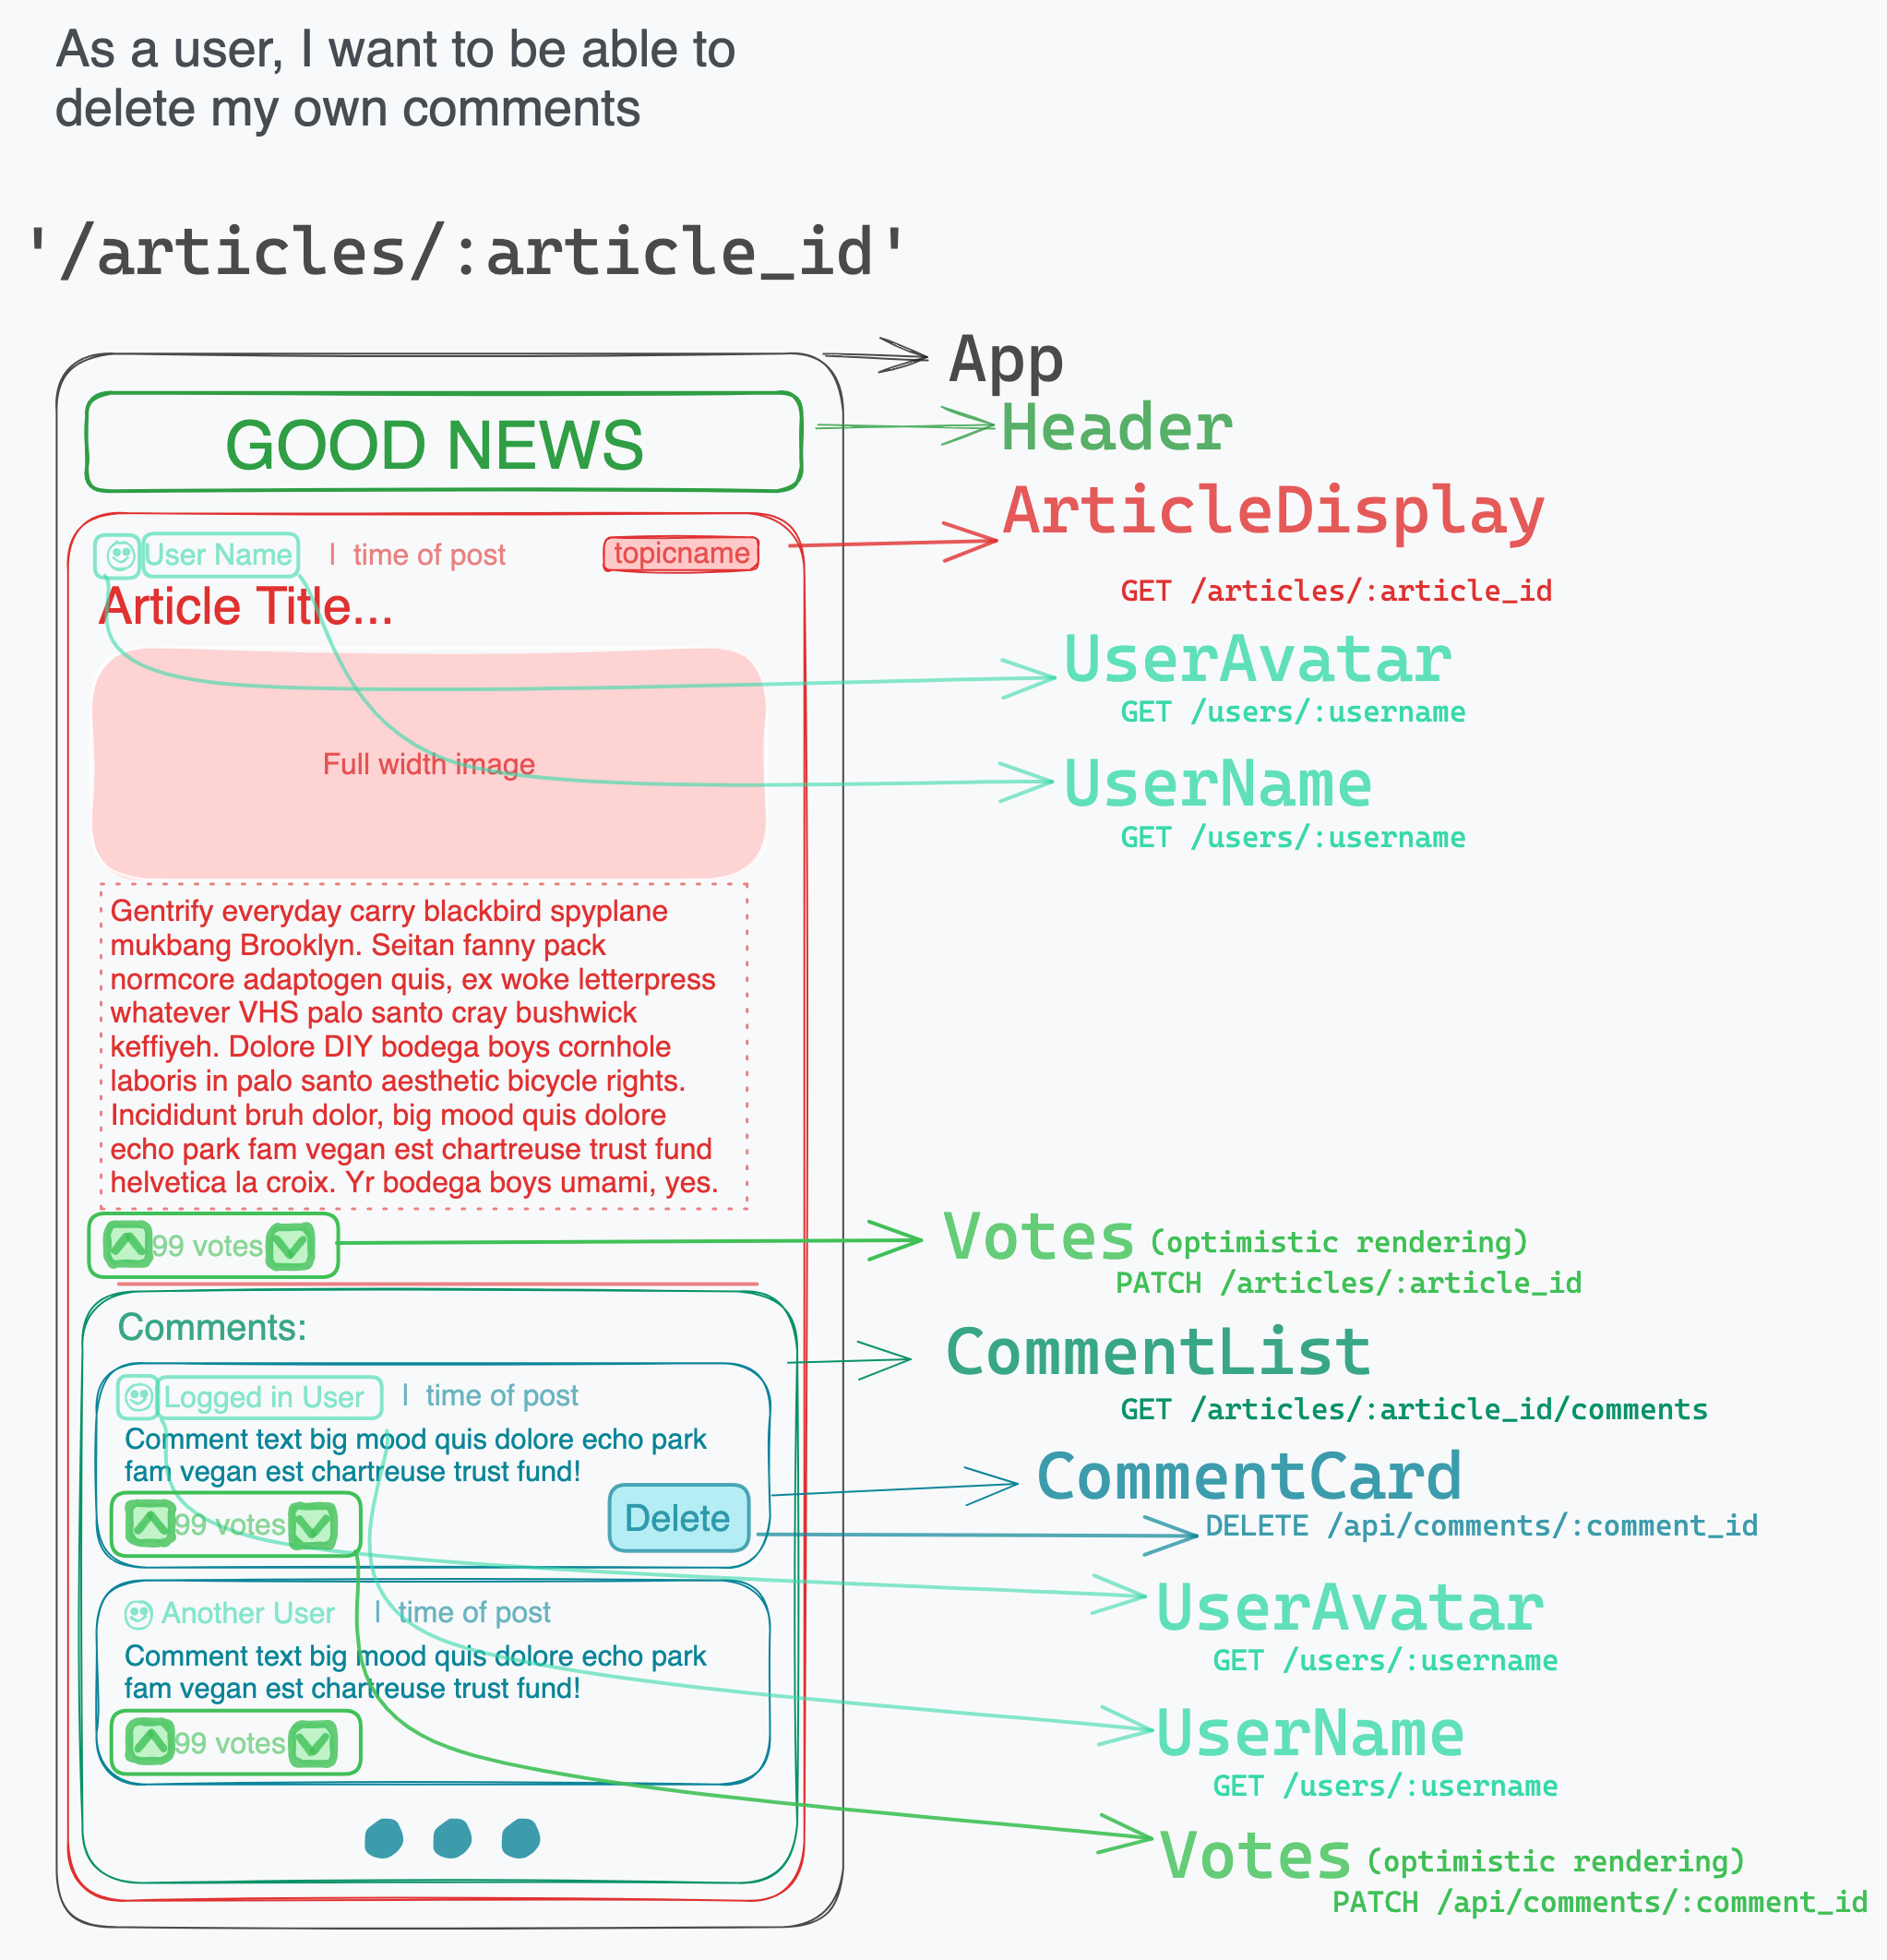 As a user, I want to be able to
delete my own comments
'/articles/:article_id'
App
GOOD NEWS
Header
ArticleDisplay
User Name
| time of post
topicname
GET /articles/:article_id
Article Title...
UserAvatar
GET /users/:username
Full width image
UserName
GET /users/:username
Gentrify everyday carry blackbird spyplane
mukbang Brooklyn. Seitan fanny pack
normcore adaptogen quis, ex woke letterpress
whatever VHS palo santo cray bushwick
keffiyeh. Dolore DIY bodega boys cornhole
laboris in palo santo aesthetic bicycle rights.
Incididunt bruh dolor, big mood quis dolore
echo park fam vegan est chartreuse trust fund
helvetica la croix. Yr bodega boys umami, yes.
99 votes
Votes (optimistic rendering)
PATCH /articles/:article_id
Comments:
CommentList
GET /articles/:article_id/comments
Logged in User | time of post
Comment text big mood quis dolore echo park
fam vegan est chartreuse trust fund!
99 votes
Delete
CommentCard
DELETE /api/comments/:comment_id
UserAvatar
GET /users/:username
Another User | time of post
Comment text big mood quis dolore echo park
fam vegan est chartreuse trust fund!
99 votes
UserName
GET /users/:username
Votes (optimistic rendering)
PATCH /api/comments/:comment_id